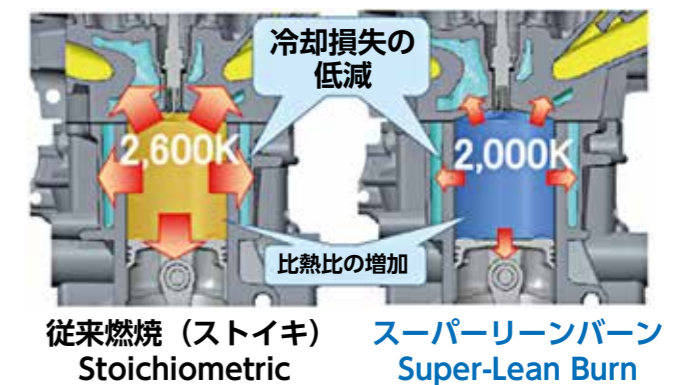 冷却損失の
低減
2,600K
2,000K
比熱比の増加
従来燃焼（ストイキ）
Stoichiometric
スーパーリーンバーン
Super-Lean Burn